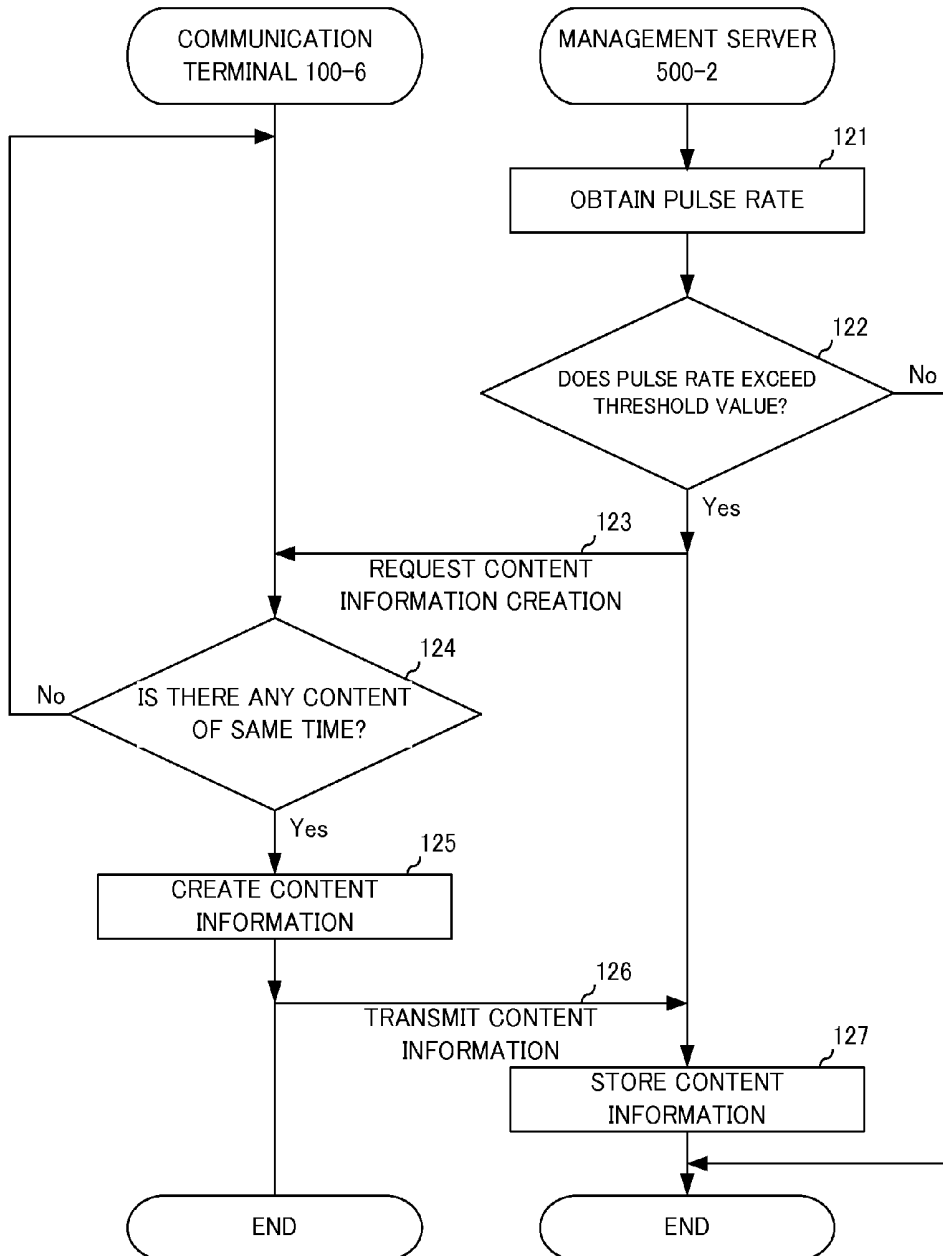 COMMUNICATION
TERMINAL 100-6
MANAGEMENT SERVER
500-2
121
OBTAIN PULSE RATE
122
DOES PULSE RATE EXCEED
THRESHOLD VALUE?
No
Yes
123
REQUEST CONTENT
INFORMATION CREATION
124
No
IS THERE ANY CONTENT
OF SAME TIME?
Yes
125
CREATE CONTENT
INFORMATION
126
TRANSMIT CONTENT
INFORMATION
127
STORE CONTENT
INFORMATION
END
END